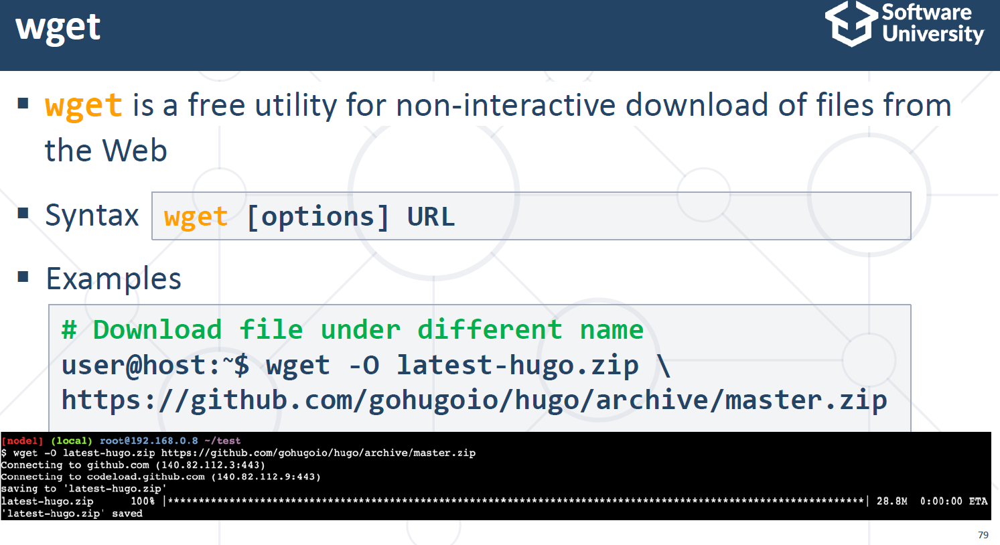 wget
Software
University
▪ wget is a free utility for non-interactive download of files from
the Web
▪ Syntax
wget [options] URL
▪ Examples
# Download file under different name
user@host:~$ wget -O latest-hugo.zip \
https://github.com/gohugoio/hugo/archive/master.zip
[node1] (local) root@192.168.0.8 ~/test
$ wget -O latest-hugo.zip https://github.com/gohugoio/hugo/archive/master.zip
Connecting to github.com (140.82.112.3:443)
Connecting to codeload.github.com (140.82.112.9:443)
saving to 'latest-hugo.zip'
latest-hugo.zip      100% |*****************************************************************************************************************| 28.8M  0:00:00 ETA
'latest-hugo.zip' saved
79